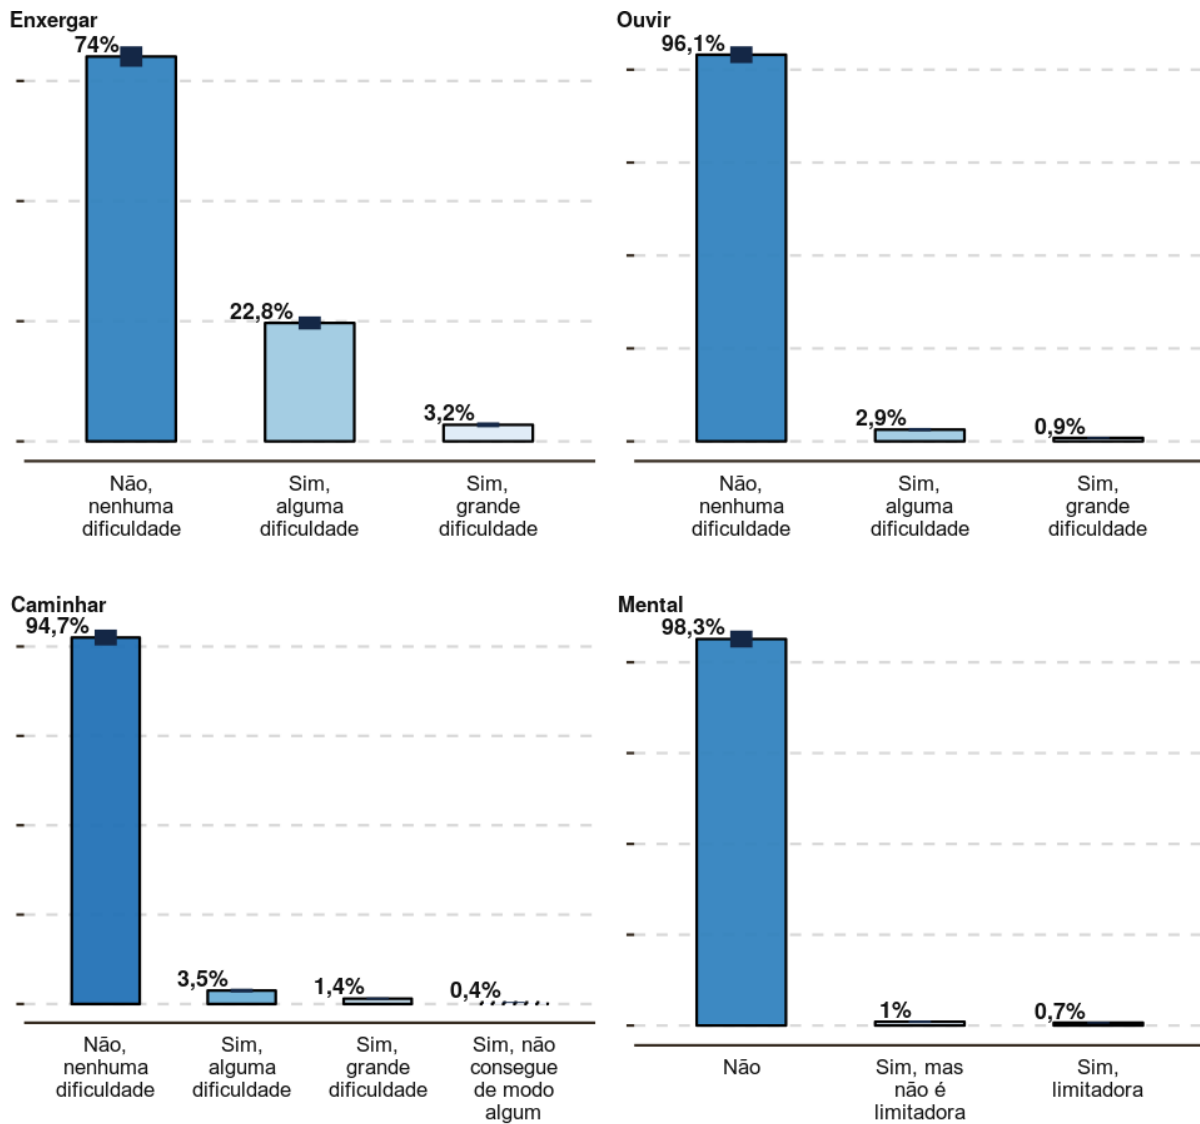 Enxergar
74%
22,8%
3,2%
Não,
nenhuma
dificuldade
Sim,
alguma
dificuldade
Sim,
grande
dificuldade
Ouvir
96,1%
2,9%
0,9%
Não,
nenhuma
dificuldade
Sim,
alguma
dificuldade
Sim,
grande
dificuldade
Caminhar
94,7%
3,5%
1,4%
0,4%
Não,
nenhuma
dificuldade
Sim,
alguma
dificuldade
Sim,
grande
dificuldade
Sim, não
consegue
de modo
algum
Mental
98,3%
1%
0,7%
Não
Sim, mas
não é
limitadora
Sim,
limitadora